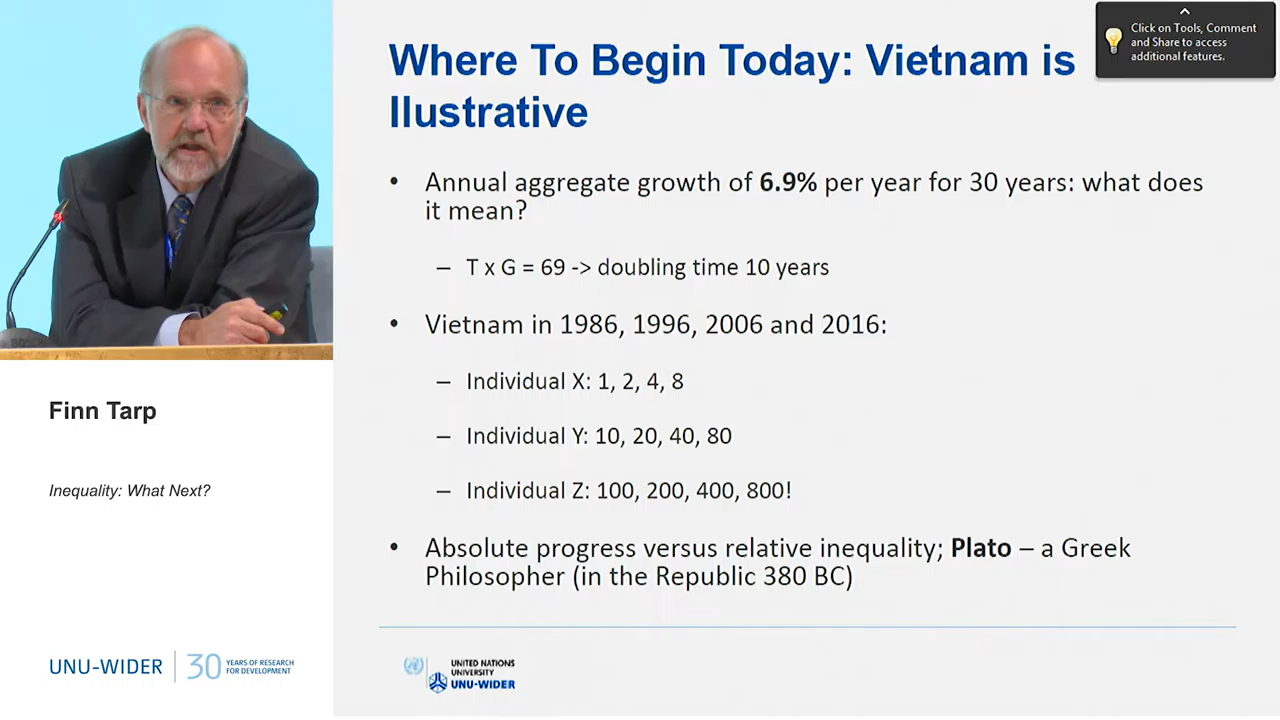 Where To Begin Today: Vietnam is
Ilustrative
Click on Tools, Comment
and Share to access
additional features.
• Annual aggregate growth of 6.9% per year for 30 years: what does
it mean?
– T x G = 69 -> doubling time 10 years
• Vietnam in 1986, 1996, 2006 and 2016:
– Individual X: 1, 2, 4, 8
– Individual Y: 10, 20, 40, 80
– Individual Z: 100, 200, 400, 800!
• Absolute progress versus relative inequality; Plato – a Greek
Philosopher (in the Republic 380 BC)
Finn Tarp
Inequality: What Next?
UNU-WIDER
30 YEARS OF RESEARCH
FOR DEVELOPMENT
UNITED NATIONS
UNIVERSITY
UNU-WIDER